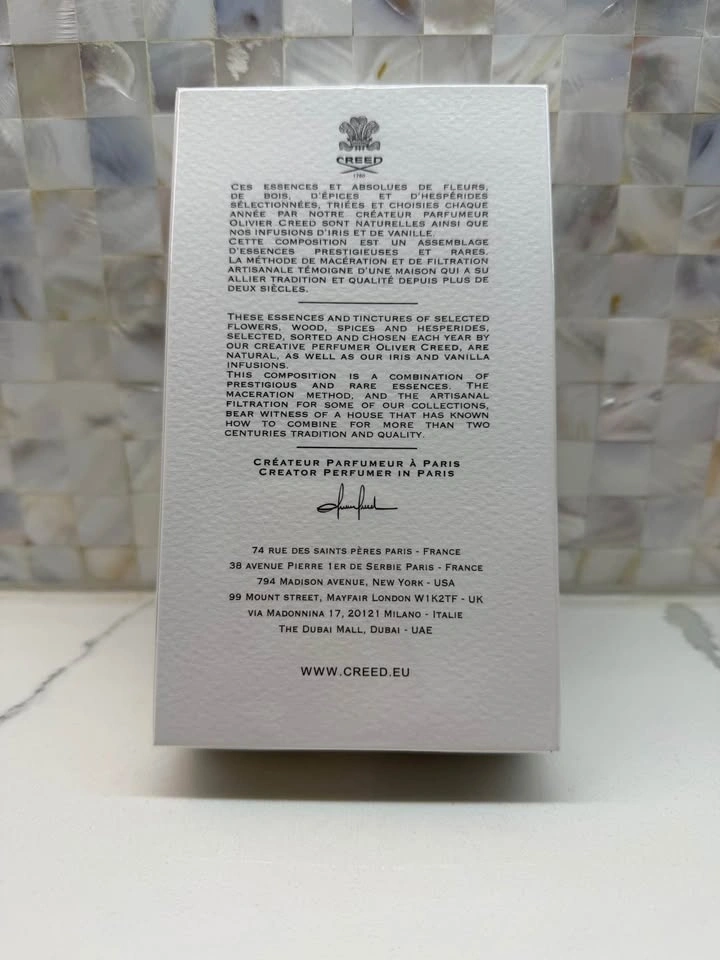 CREED
1760
CES ESSENCES ET ABSOLUES DE FLEURS,
DE BOIS, D'ÉPICES ET D'HESPÉRIDES
SÉLECTIONNÉES, TRIÉES ET CHOISIES CHAQUE
ANNÉE PAR NOTRE CRÉATEUR PARFUMEUR
OLIVIER CREED SONT NATURELLES AINSI QUE
NOS INFUSIONS D'IRIS ET DE VANILLE.
CETTE COMPOSITION EST UN ASSEMBLAGE
D'ESSENCES PRESTIGIEUSES ET RARES.
LA MÉTHODE DE MACÉRATION ET DE FILTRATION
ARTISANALE TÉMOIGNE D'UNE MAISON QUI A SU
ALLIER TRADITION ET QUALITÉ DEPUIS PLUS DE
DEUX SIÈCLES.
THESE ESSENCES AND TINCTURES OF SELECTED
FLOWERS, WOOD, SPICES AND HESPERIDES,
SELECTED, SORTED AND CHOSEN EACH YEAR BY
OUR CREATIVE PERFUMER OLIVER CREED, ARE
NATURAL, AS WELL AS OUR IRIS AND VANILLA
INFUSIONS.
THIS COMPOSITION IS A COMBINATION OF
PRESTIGIOUS AND RARE ESSENCES. THE
MACERATION METHOD, AND THE ARTISANAL
FILTRATION FOR SOME OF OUR COLLECTIONS,
BEAR WITNESS OF A HOUSE THAT HAS KNOWN
HOW TO COMBINE FOR MORE THAN TWO
CENTURIES TRADITION AND QUALITY.
CRÉATEUR PARFUMEUR À PARIS
CREATOR PERFUMER IN PARIS
74 RUE DES SAINTS PÈRES PARIS - FRANCE
38 AVENUE PIERRE 1ER DE SERBIE PARIS - FRANCE
794 MADISON AVENUE, NEW YORK - USA
99 MOUNT STREET, MAYFAIR LONDON W1K2TF - UK
VIA MADONNINA 17, 20121 MILANO - ITALIE
THE DUBAI MALL, DUBAI - UAE
WWW.CREED.EU